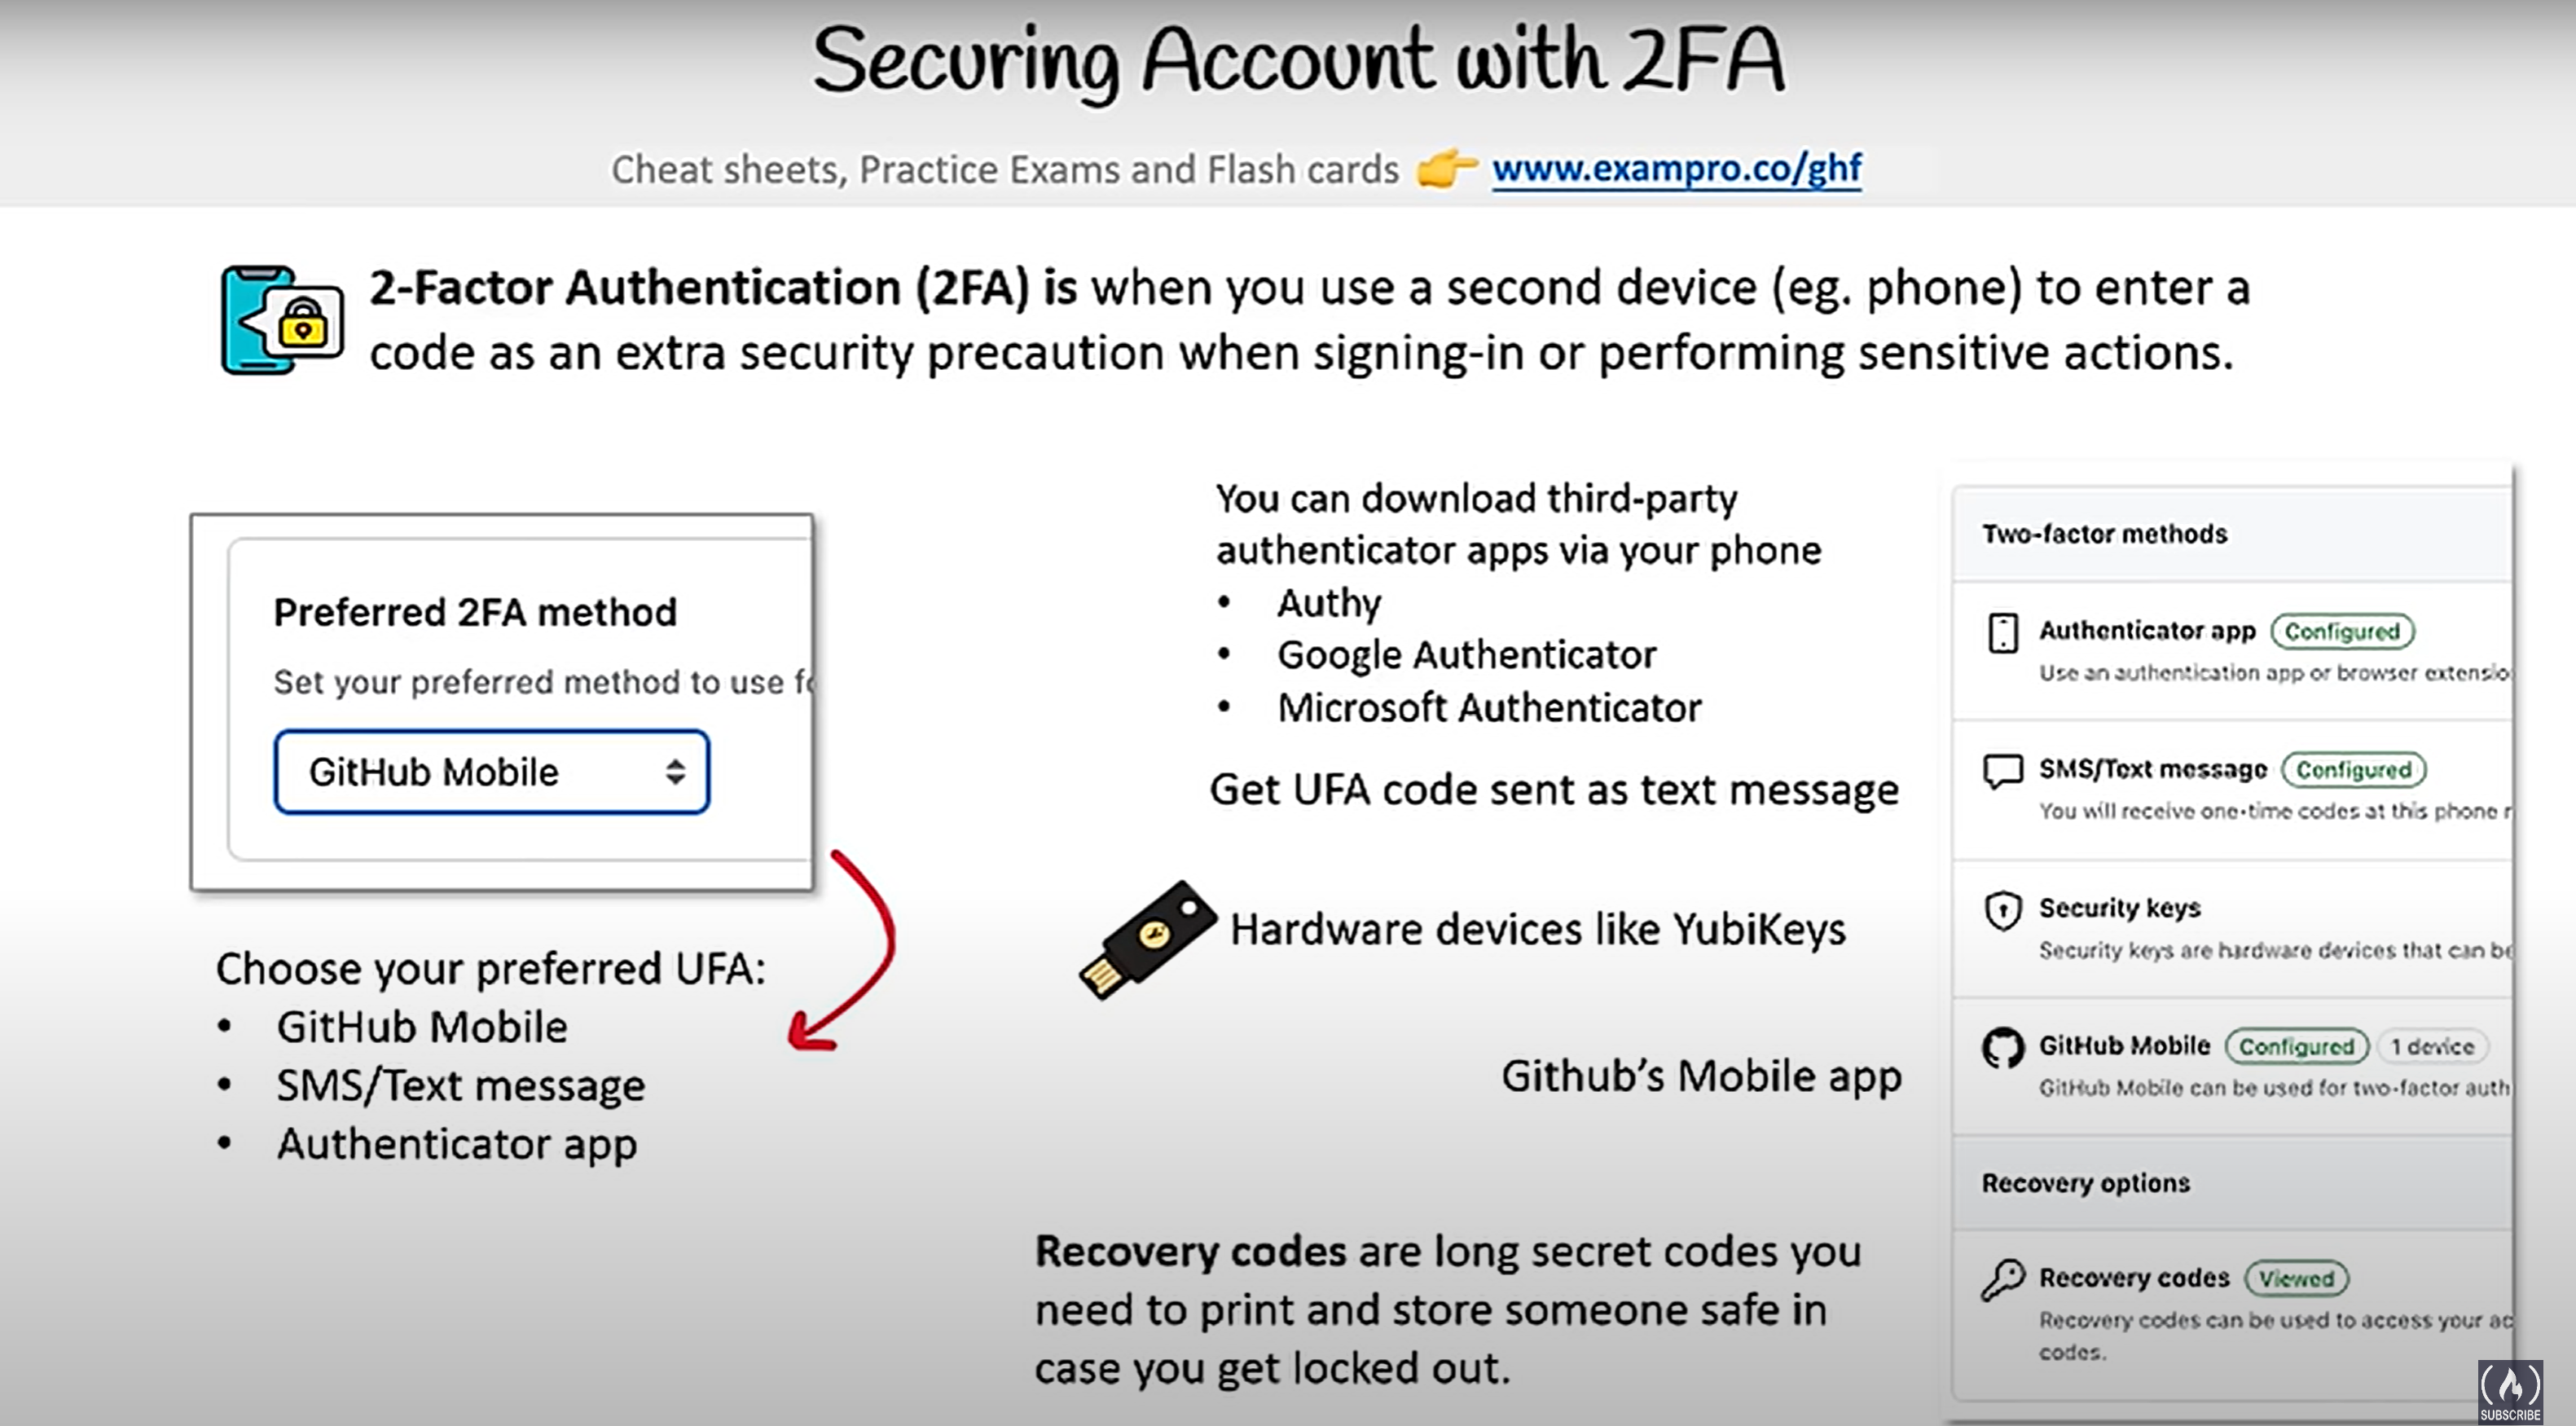 Securing Account with 2FA
Cheat sheets, Practice Exams and Flash cards 👉 www.exampro.co/ghf
2-Factor Authentication (2FA) is when you use a second device (eg. phone) to enter a
code as an extra security precaution when signing-in or performing sensitive actions.
Preferred 2FA method
Set your preferred method to use
GitHub Mobile
Choose your preferred UFA:
• GitHub Mobile
• SMS/Text message
• Authenticator app
You can download third-party
authenticator apps via your phone
• Authy
• Google Authenticator
• Microsoft Authenticator
Get UFA code sent as text message
Hardware devices like YubiKeys
Github's Mobile app
Recovery codes are long secret codes you
need to print and store someone safe in
case you get locked out.
Two-factor methods
Authenticator app Configured
Use an authentication app or browser extensio
SMS/Text message Configured
You will receive one-time codes at this phone
Security keys
Security keys are hardware devices that can be
GitHub Mobile Configured 1 device
GitHub Mobile can be used for two-factor auth
Recovery options
Recovery codes Viewed
Recovery codes can be used to access your ac
codes.
SUBSCRIBE